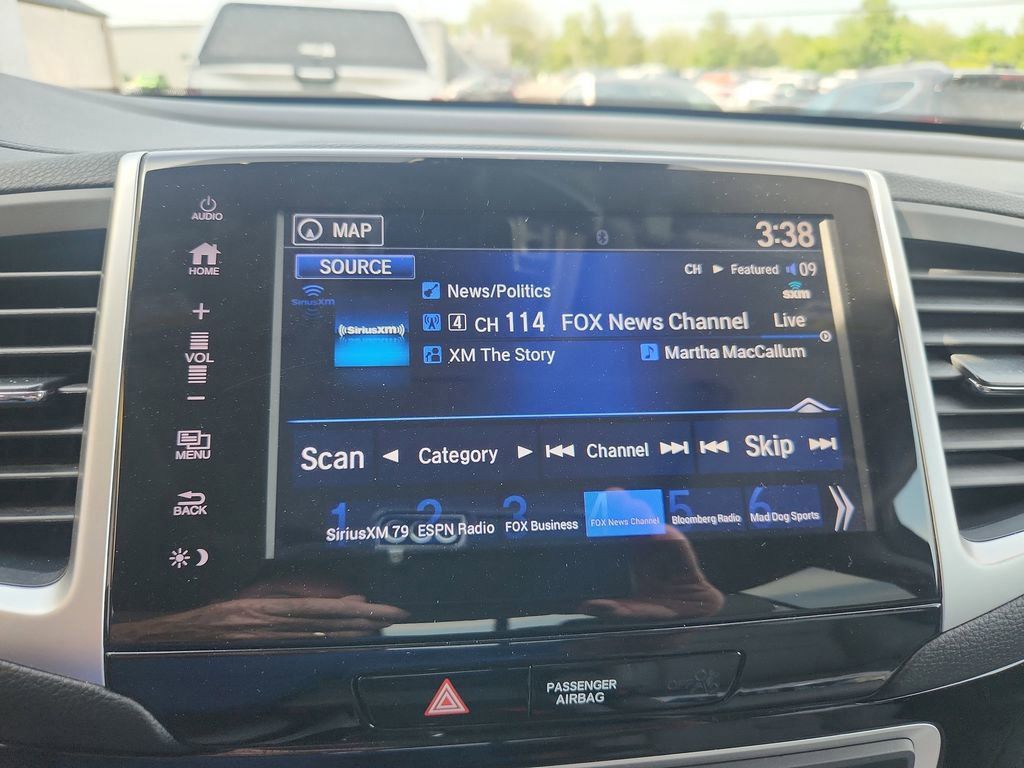 AUDIO
HOME
+
VOL
−
MENU
BACK
MAP
3:38
SOURCE
CH ► Featured 09
SiriusXM
News/Politics
sxm
((SiriusXM))
4 CH 114 FOX News Channel Live
XM The Story
Martha MacCallum
Scan ◄ Category ► Channel Skip
1 2 3 4 5 6
SiriusXM 79 ESPN Radio FOX Business FOX News Channel Bloomberg Radio Mad Dog Sports
PASSENGER
AIRBAG